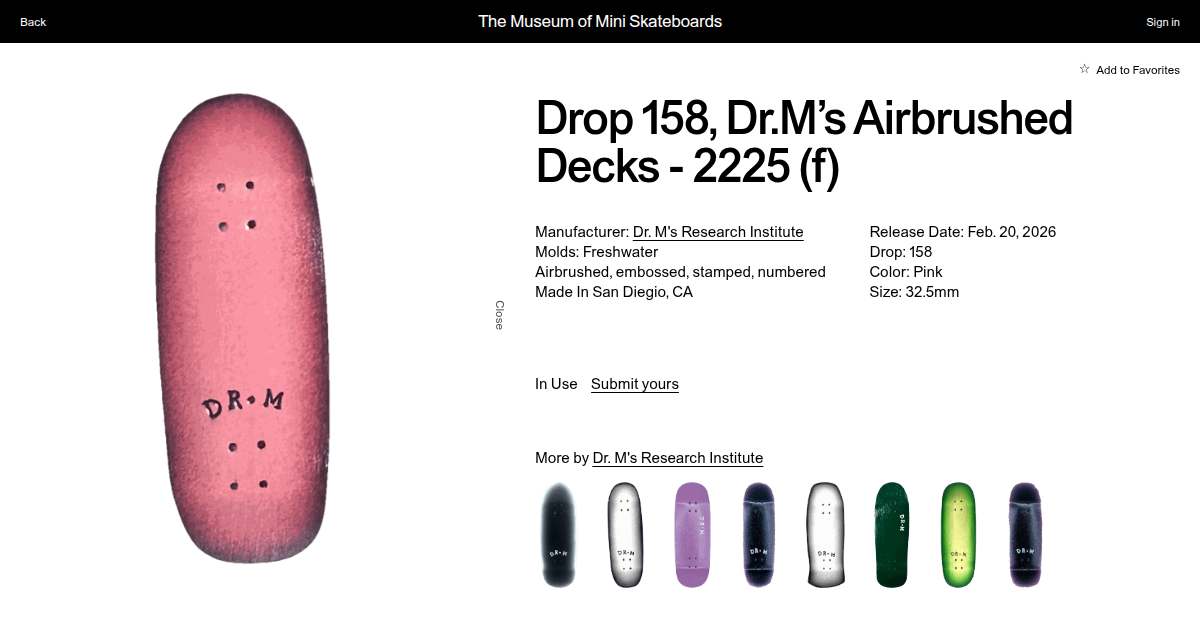 Back
The Museum of Mini Skateboards
Sign in
☆ Add to Favorites
Drop 158, Dr.M’s Airbrushed
Decks - 2225 (f)
Manufacturer: Dr. M's Research Institute
Molds: Freshwater
Airbrushed, embossed, stamped, numbered
Made In San Diegio, CA
Release Date: Feb. 20, 2026
Drop: 158
Color: Pink
Size: 32.5mm
Close
DR•M
In Use Submit yours
More by Dr. M's Research Institute
DR•M
DR•M
DR•M
DR•M
DR•M
DR•M
DR•M
DR•M